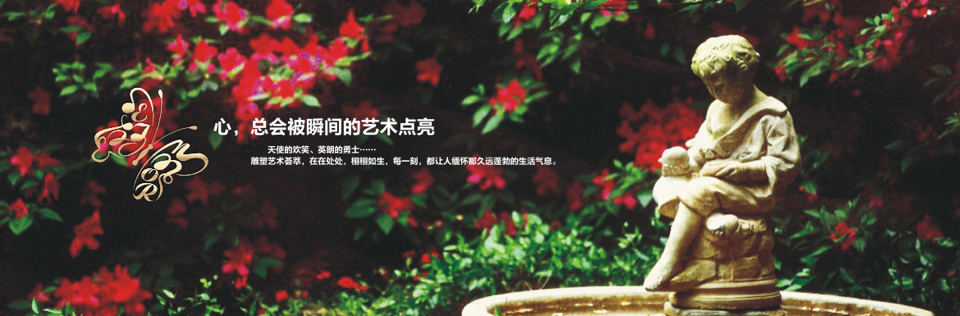 心，总会被瞬间的艺术点亮
天使的欢笑、英朗的勇士······
雕塑艺术荟萃，在在处处，栩栩如生，每一刻，都让人缅怀那久远蓬勃的生活气息。